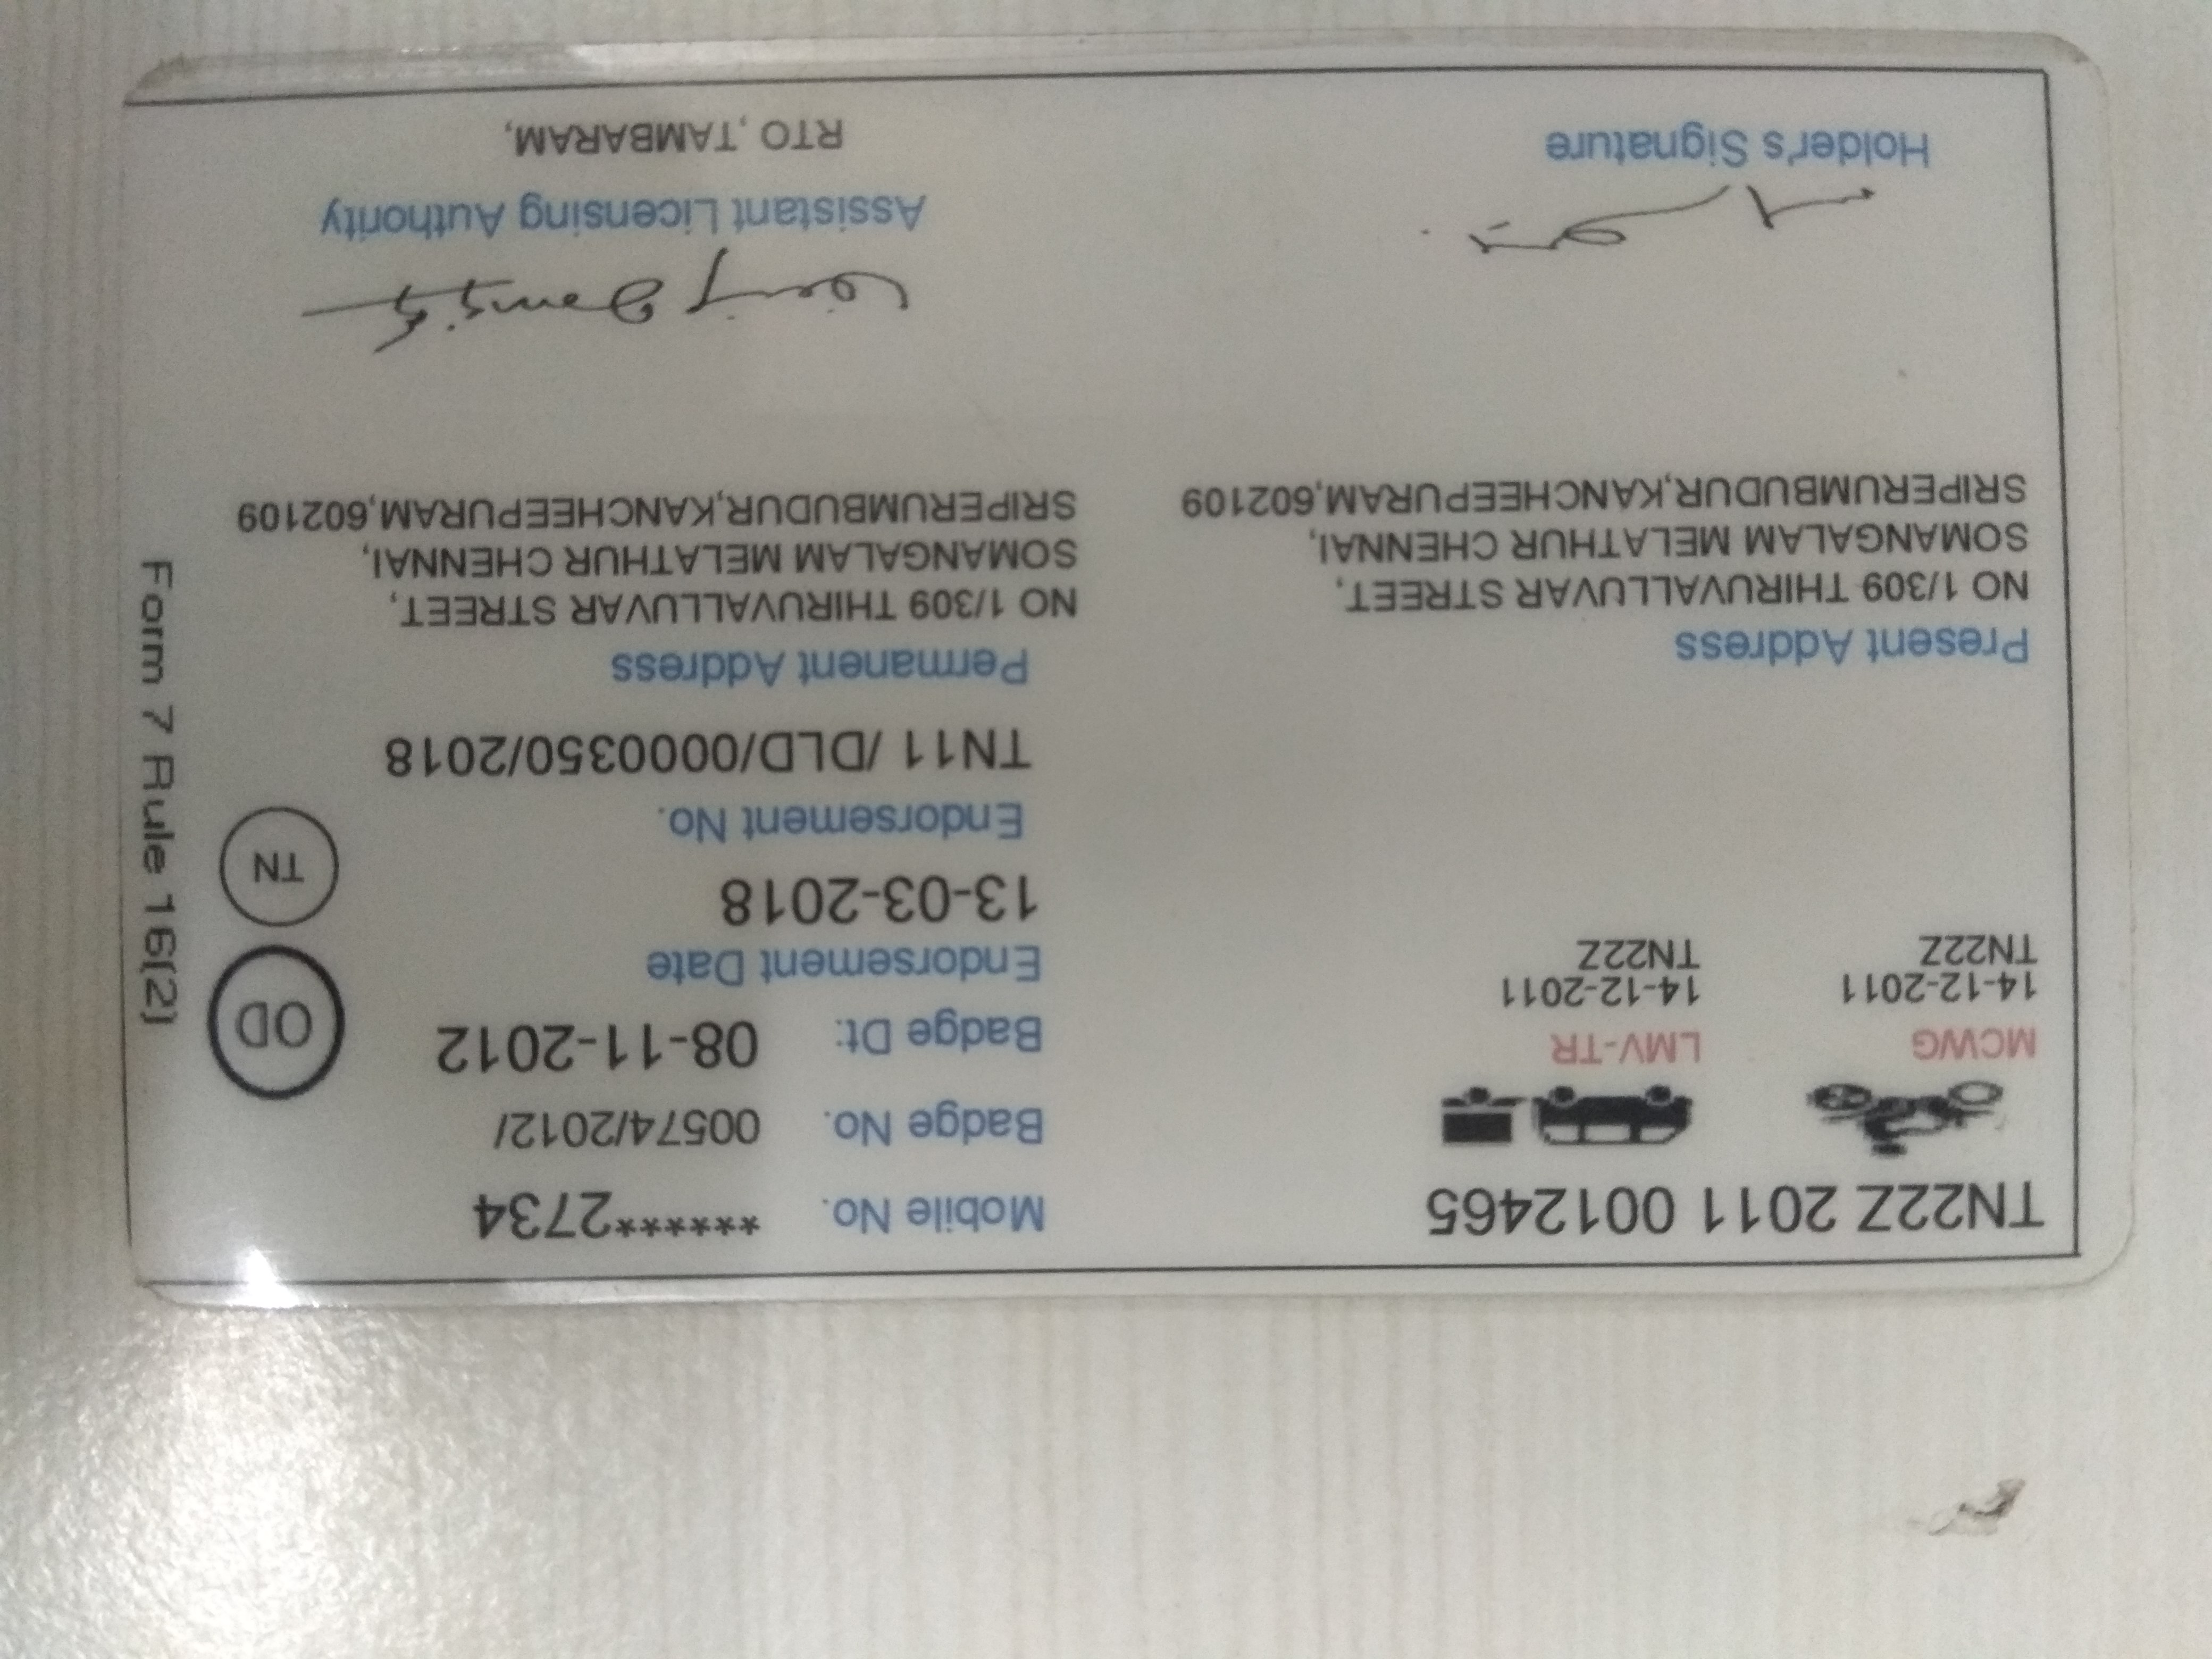 TN22Z 2011 0012465
MCWG
14-12-2011
TN22Z
LMV-TR
14-12-2011
TN22Z
Present Address
NO 1/309 THIRUVALLUVAR STREET,
SOMANGALAM MELATHUR CHENNAI,
SRIPERUMBUDUR,KANCHEEPURAM,602109
Holder's Signature
Mobile No. ******2734
Badge No. 00574/2012/
Badge Dt: 08-11-2012
Endorsement Date
13-03-2018
Endorsement No.
TN11 /DLD/0000350/2018
Permanent Address
NO 1/309 THIRUVALLUVAR STREET,
SOMANGALAM MELATHUR CHENNAI,
SRIPERUMBUDUR,KANCHEEPURAM,602109
Assistant Licensing Authority
RTO ,TAMBARAM,
OD
TN
Form 7 Rule 16(2)